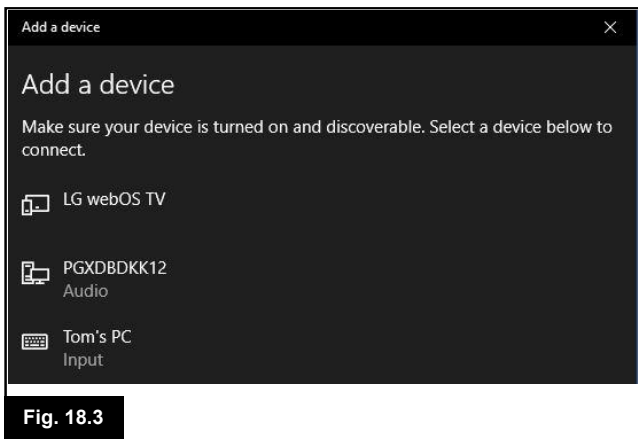 Add a device
Add a device
Make sure your device is turned on and discoverable. Select a device below to
connect.
LG webOS TV
PGXDBDKK12
Audio
Tom's PC
Input
Fig. 18.3